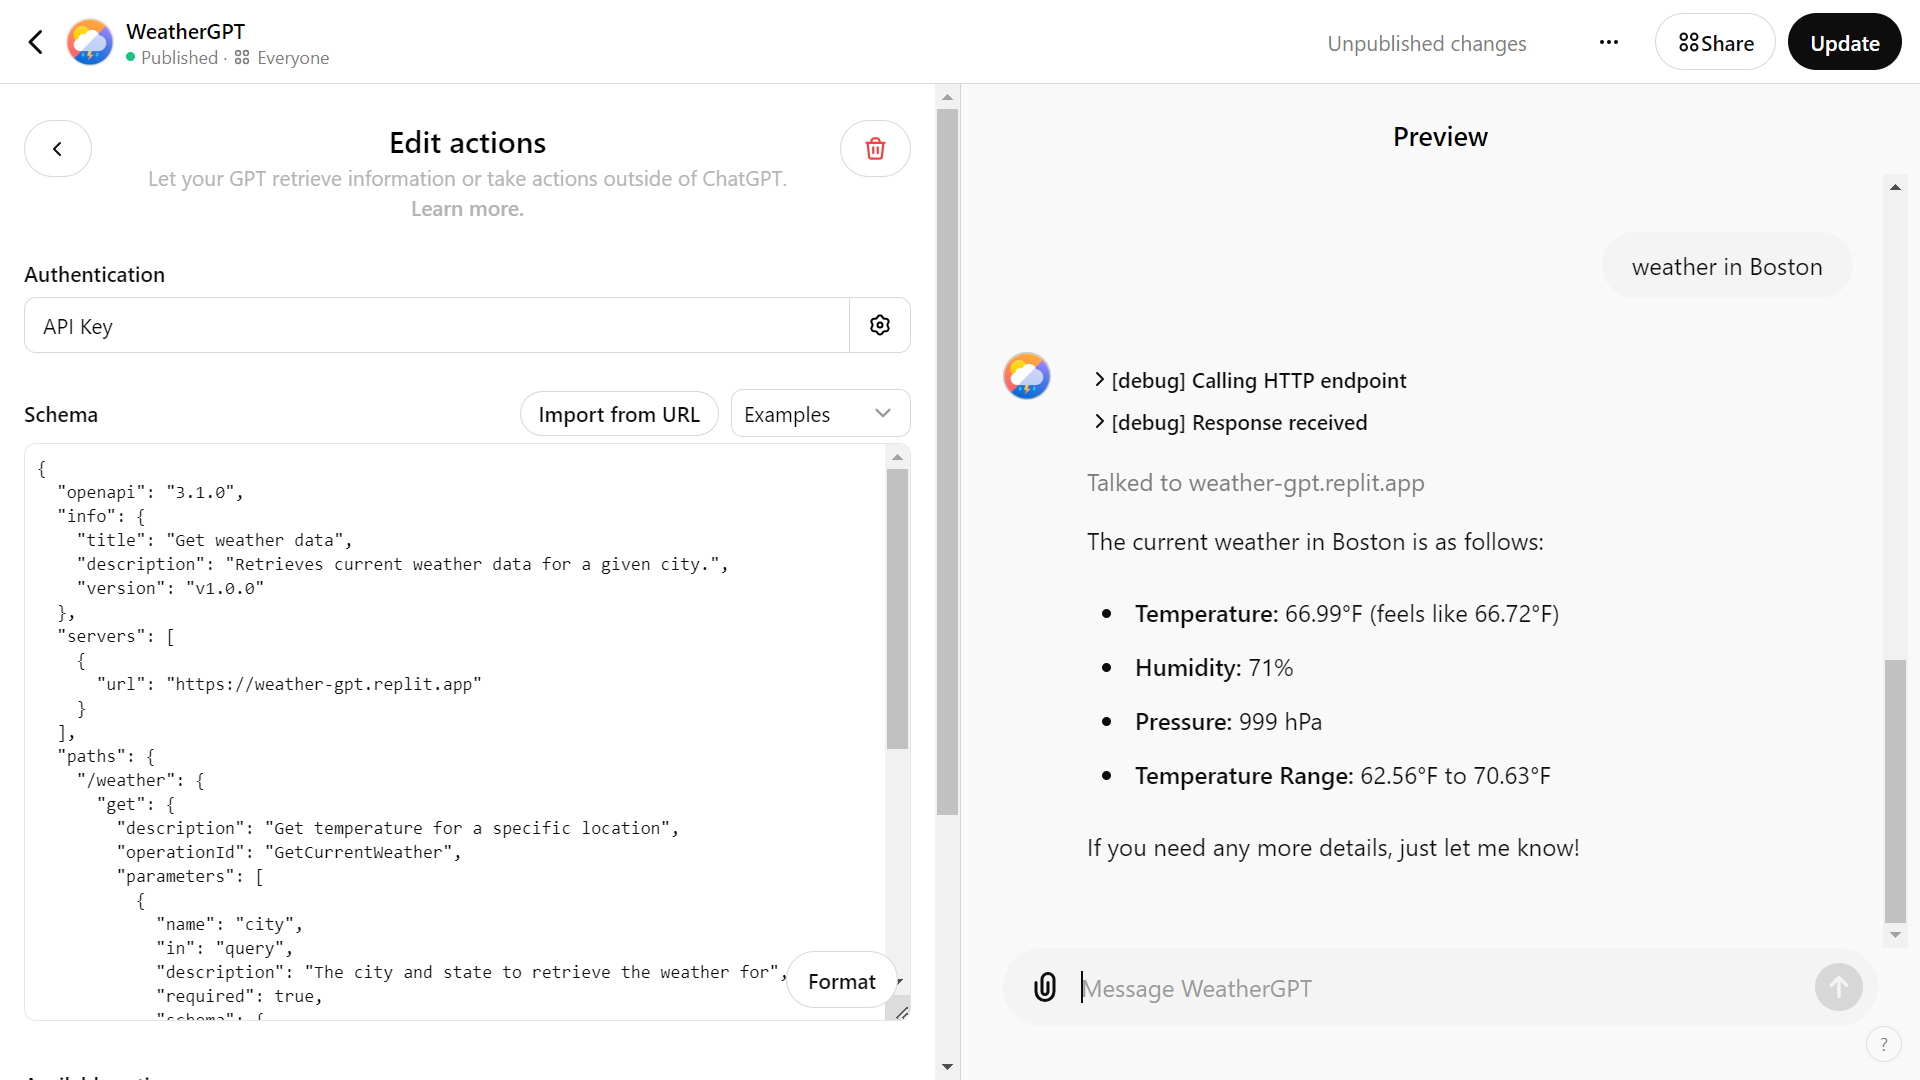 WeatherGPT
Published · Everyone
Unpublished changes
Share
Update
Edit actions
Let your GPT retrieve information or take actions outside of ChatGPT.
Learn more.
Authentication
API Key
Schema
Import from URL
Examples
{
  "openapi": "3.1.0",
  "info": {
    "title": "Get weather data",
    "description": "Retrieves current weather data for a given city.",
    "version": "v1.0.0"
  },
  "servers": [
    {
      "url": "https://weather-gpt.replit.app"
    }
  ],
  "paths": {
    "/weather": {
      "get": {
        "description": "Get temperature for a specific location",
        "operationId": "GetCurrentWeather",
        "parameters": [
          {
            "name": "city",
            "in": "query",
            "description": "The city and state to retrieve the weather for",
            "required": true,
            "schema": {
Format
Preview
weather in Boston
[debug] Calling HTTP endpoint
[debug] Response received
Talked to weather-gpt.replit.app
The current weather in Boston is as follows:
• Temperature: 66.99°F (feels like 66.72°F)
• Humidity: 71%
• Pressure: 999 hPa
• Temperature Range: 62.56°F to 70.63°F
If you need any more details, just let me know!
Message WeatherGPT
?